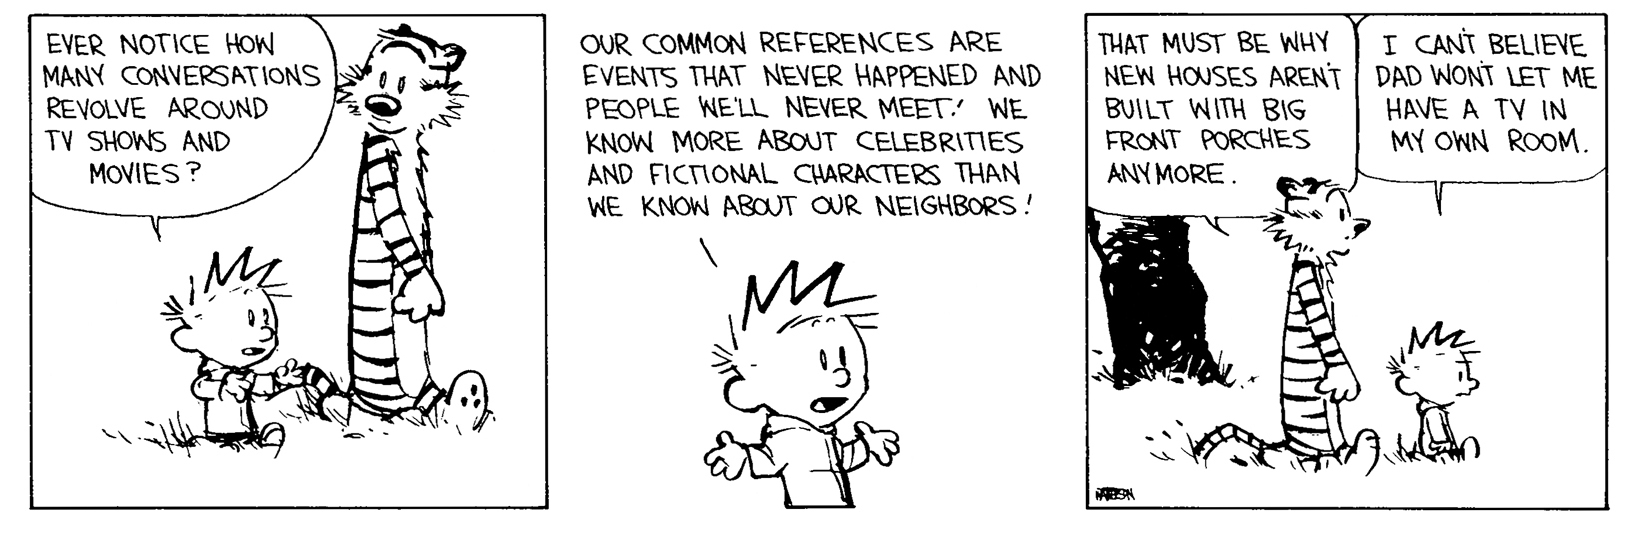 EVER NOTICE HOW
MANY CONVERSATIONS
REVOLVE AROUND
TV SHOWS AND
MOVIES?
OUR COMMON REFERENCES ARE
EVENTS THAT NEVER HAPPENED AND
PEOPLE WE'LL NEVER MEET! WE
KNOW MORE ABOUT CELEBRITIES
AND FICTIONAL CHARACTERS THAN
WE KNOW ABOUT OUR NEIGHBORS!
THAT MUST BE WHY
NEW HOUSES AREN'T
BUILT WITH BIG
FRONT PORCHES
ANYMORE.
I CAN'T BELIEVE
DAD WON'T LET ME
HAVE A TV IN
MY OWN ROOM.